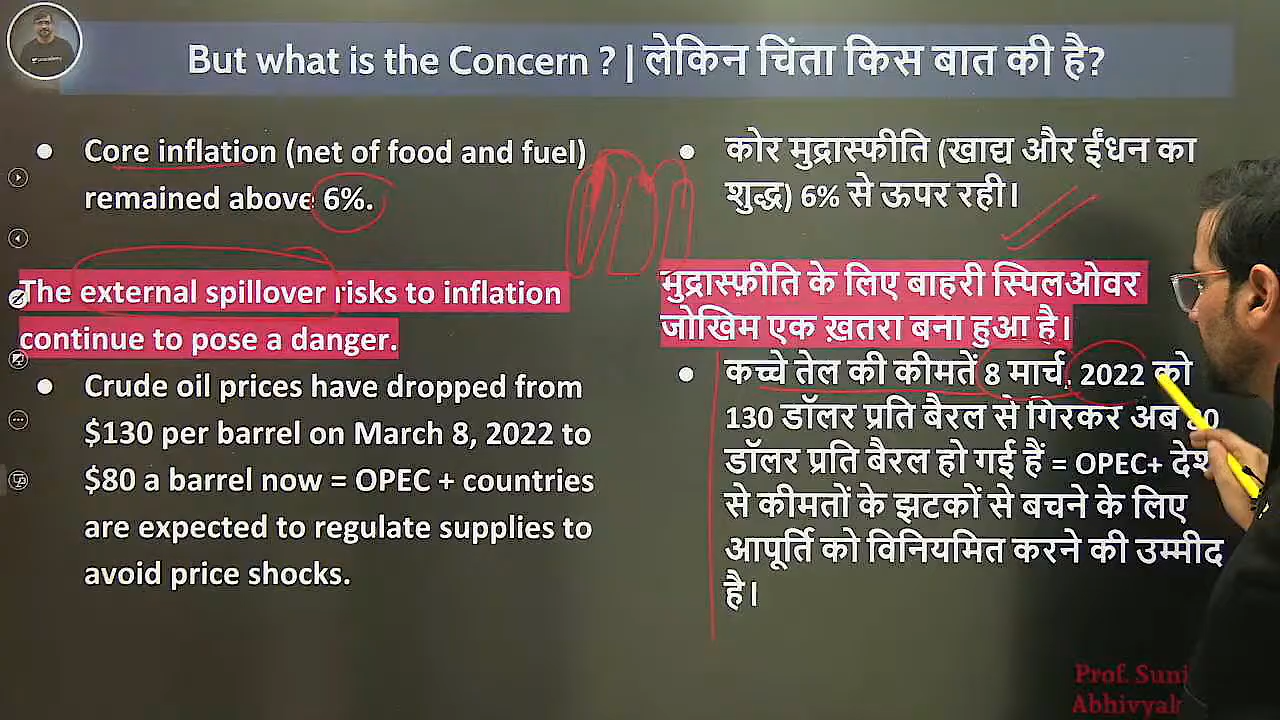 But what is the Concern ? | लेकिन चिंता किस बात की है?
Core inflation (net of food and fuel)
remained above 6%.
The external spillover risks to inflation
continue to pose a danger.
Crude oil prices have dropped from
$130 per barrel on March 8, 2022 to
$80 a barrel now = OPEC + countries
are expected to regulate supplies to
avoid price shocks.
कोर मुद्रास्फीति (खाद्य और ईंधन का
शुद्ध) 6% से ऊपर रही।
मुद्रास्फ़ीति के लिए बाहरी स्पिलओवर
जोखिम एक ख़तरा बना हुआ है।
कच्चे तेल की कीमतें 8 मार्च, 2022 को
130 डॉलर प्रति बैरल से गिरकर अब
डॉलर प्रति बैरल हो गई हैं = OPEC+
से कीमतों के झटकों से बचने के लिए
आपूर्ति को विनियमित करने की उम्मीद
है।
Prof.